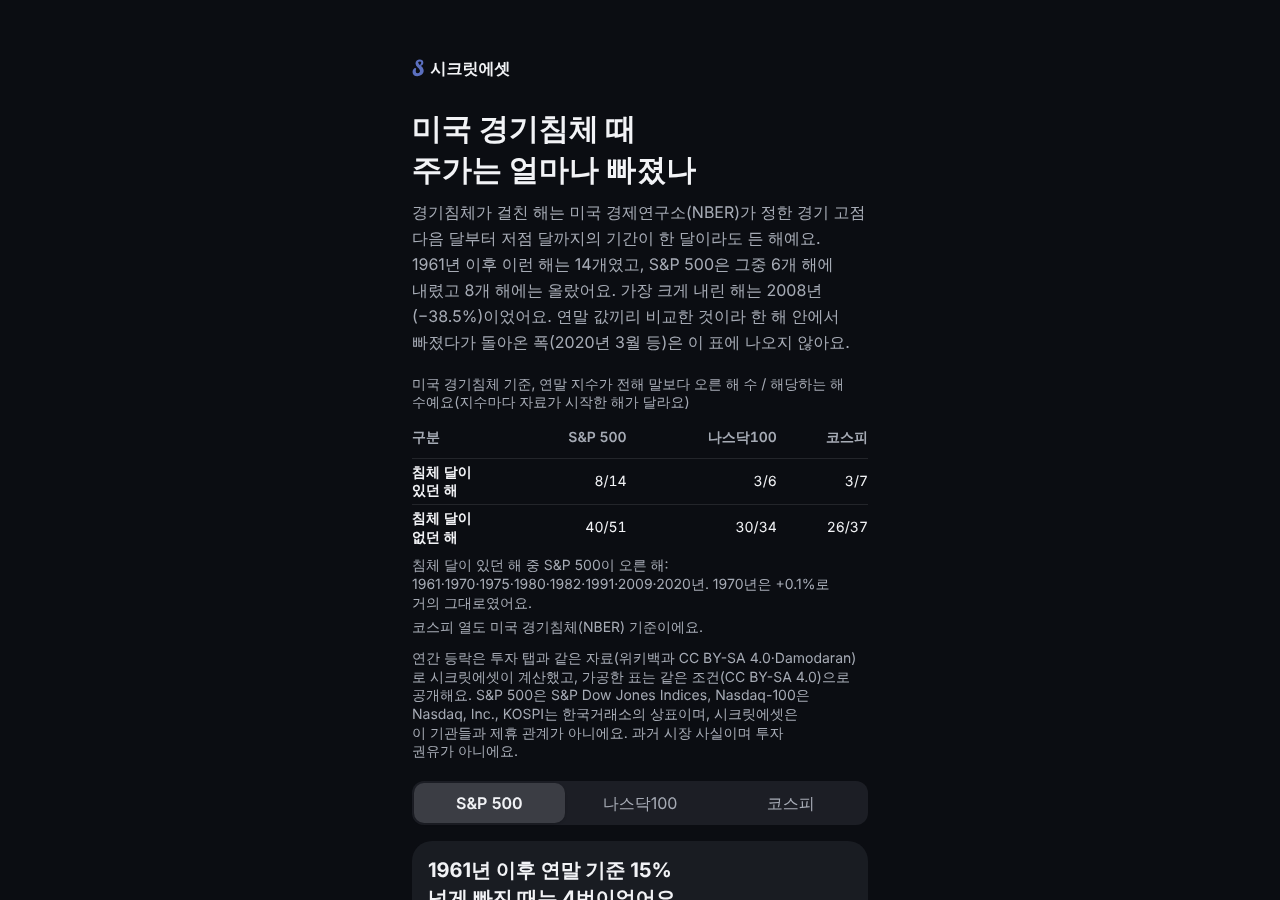 시크릿에셋
미국 경기침체 때
주가는 얼마나 빠졌나
경기침체가 걸친 해는 미국 경제연구소(NBER)가 정한 경기 고점
다음 달부터 저점 달까지의 기간이 한 달이라도 든 해예요.
1961년 이후 이런 해는 14개였고, S&P 500은 그중 6개 해에
내렸고 8개 해에는 올랐어요. 가장 크게 내린 해는 2008년
(−38.5%)이었어요. 연말 값끼리 비교한 것이라 한 해 안에서
빠졌다가 돌아온 폭(2020년 3월 등)은 이 표에 나오지 않아요.
미국 경기침체 기준, 연말 지수가 전해 말보다 오른 해 수 / 해당하는 해
수예요(지수마다 자료가 시작한 해가 달라요)
구분 S&P 500 나스닥100 코스피
침체 달이
있던 해 8/14 3/6 3/7
침체 달이
없던 해 40/51 30/34 26/37
침체 달이 있던 해 중 S&P 500이 오른 해:
1961·1970·1975·1980·1982·1991·2009·2020년. 1970년은 +0.1%로
거의 그대로였어요.
코스피 열도 미국 경기침체(NBER) 기준이에요.
연간 등락은 투자 탭과 같은 자료(위키백과 CC BY-SA 4.0·Damodaran)
로 시크릿에셋이 계산했고, 가공한 표는 같은 조건(CC BY-SA 4.0)으로
공개해요. S&P 500은 S&P Dow Jones Indices, Nasdaq-100은
Nasdaq, Inc., KOSPI는 한국거래소의 상표이며, 시크릿에셋은
이 기관들과 제휴 관계가 아니에요. 과거 시장 사실이며 투자
권유가 아니에요.
S&P 500 나스닥100 코스피
1961년 이후 연말 기준 15%
넘게 빠진 때는 4번이었어요